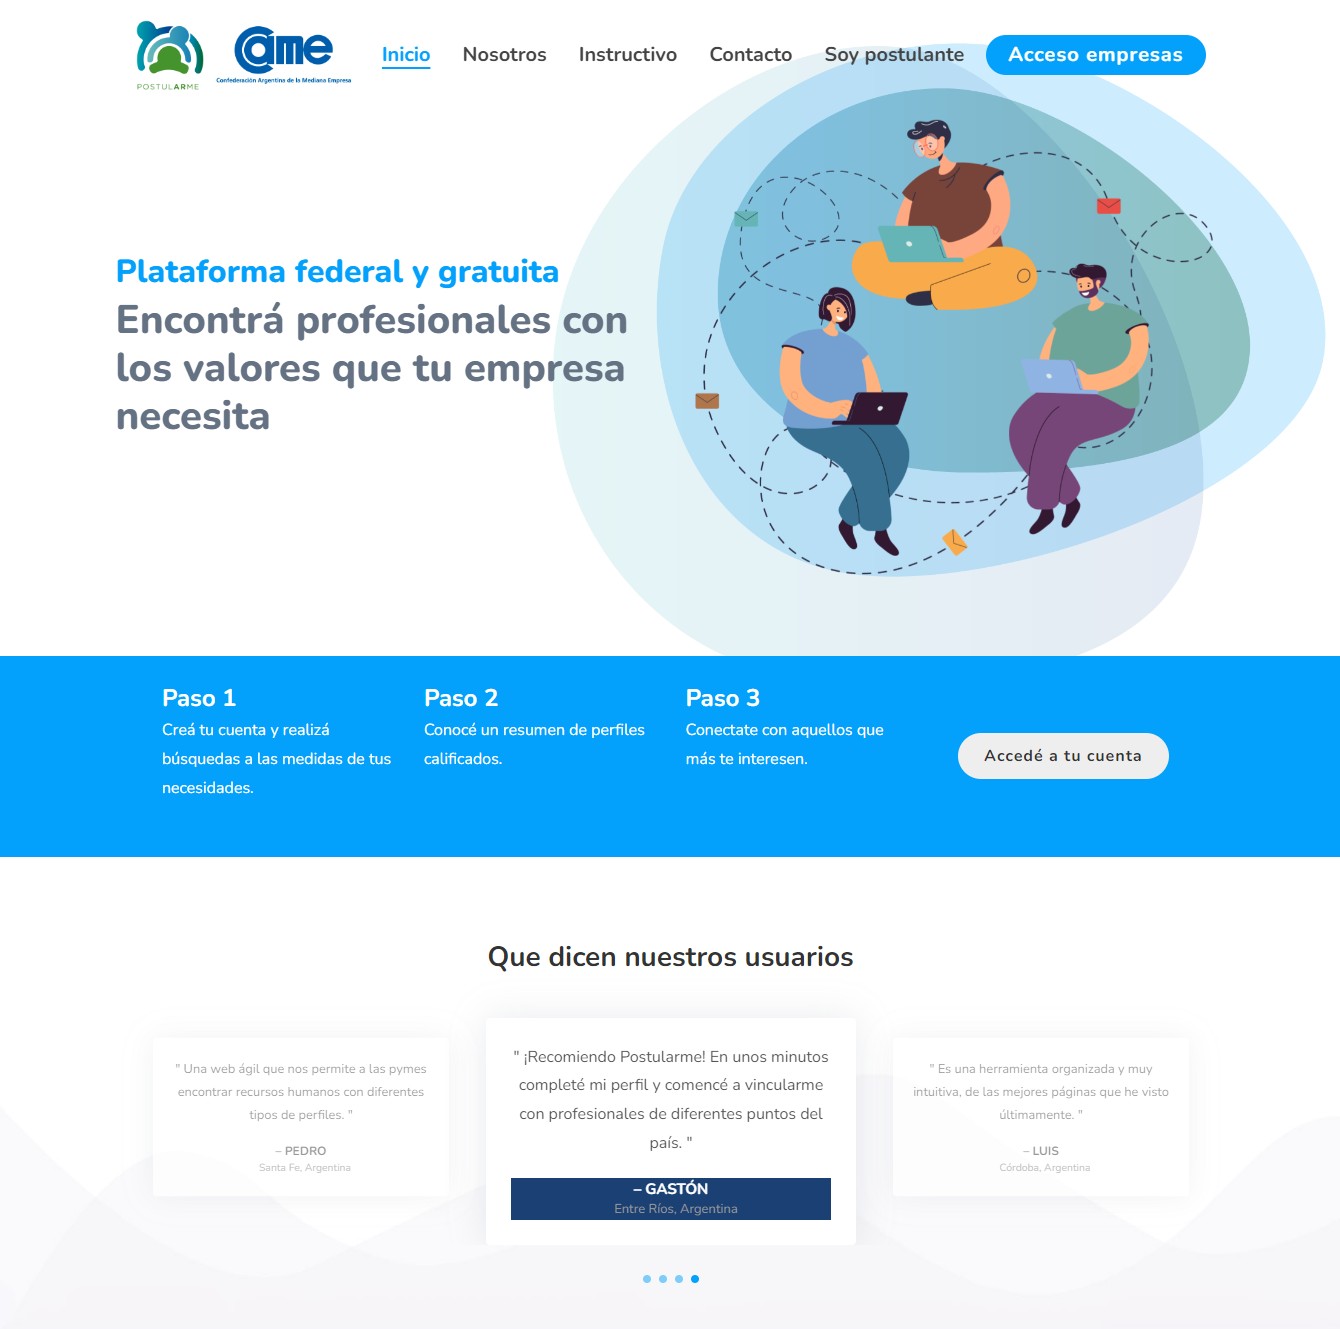 POSTULARME
Came
Confederación Argentina de la Mediana Empresa
Inicio
Nosotros
Instructivo
Contacto
Soy postulante
Acceso empresas
Plataforma federal y gratuita
Encontrá profesionales con
los valores que tu empresa
necesita
Paso 1
Creá tu cuenta y realizá
búsquedas a las medidas de tus
necesidades.
Paso 2
Conocé un resumen de perfiles
calificados.
Paso 3
Conectate con aquellos que
más te interesen.
Accedé a tu cuenta
Que dicen nuestros usuarios
" Una web ágil que nos permite a las pymes
encontrar recursos humanos con diferentes
tipos de perfiles. "
– PEDRO
Santa Fe, Argentina
" ¡Recomiendo Postularme! En unos minutos
completé mi perfil y comencé a vincularme
con profesionales de diferentes puntos del
país. "
– GASTÓN
Entre Ríos, Argentina
" Es una herramienta organizada y muy
intuitiva, de las mejores páginas que he visto
últimamente. "
– LUIS
Córdoba, Argentina